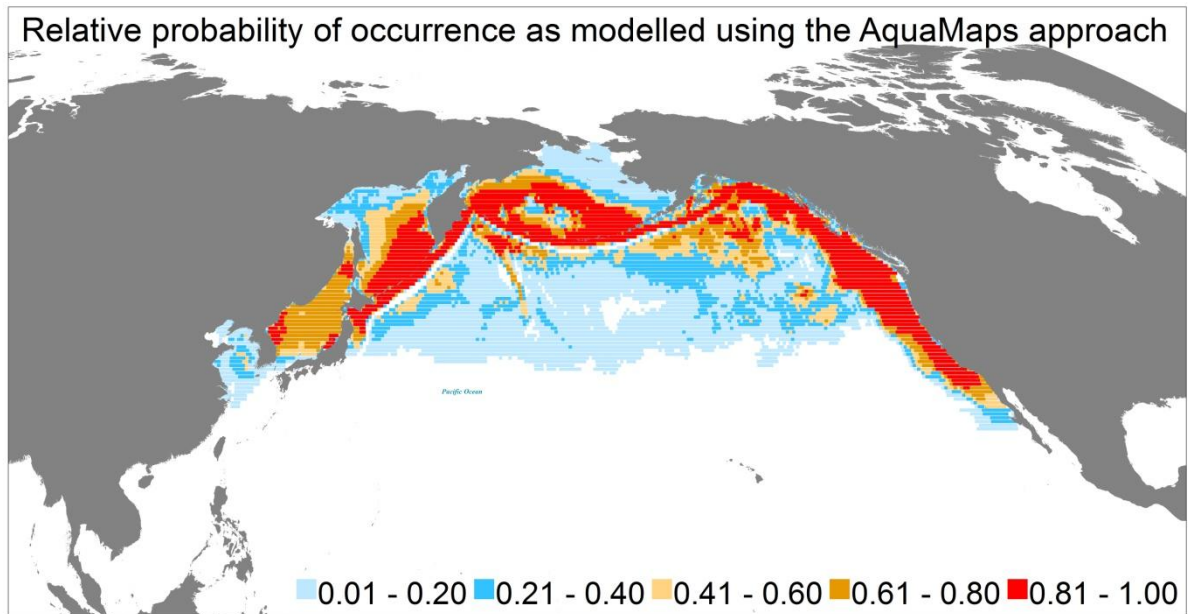 Relative probability of occurrence as modelled using the AquaMaps approach
Pacific Ocean
0.01 - 0.20 0.21 - 0.40 0.41 - 0.60 0.61 - 0.80 0.81 - 1.00